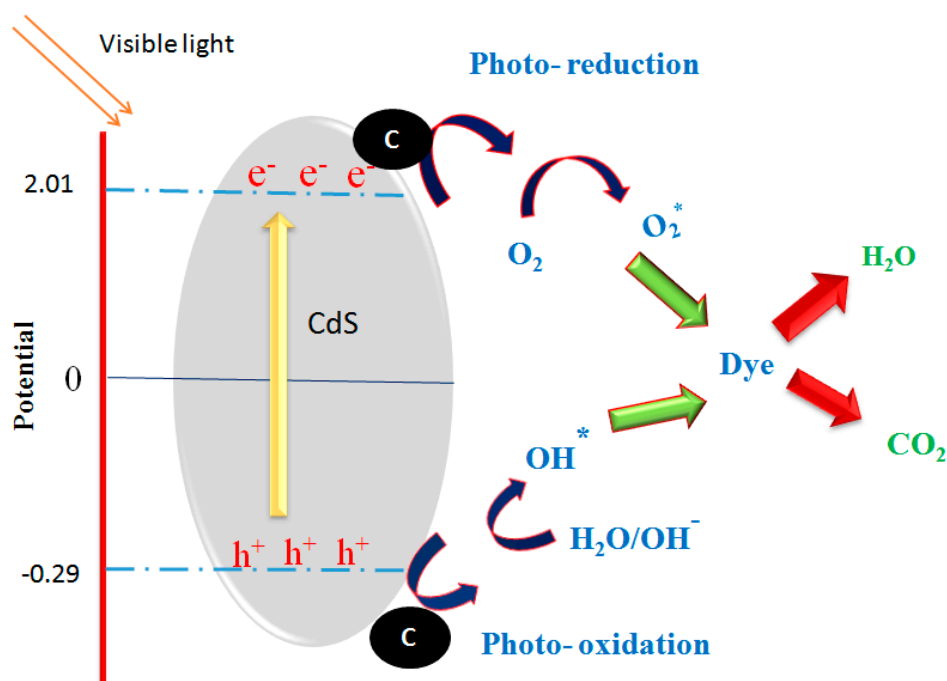 Visible light
Photo- reduction
C
2.01
e⁻ e⁻ e⁻
O₂
O₂*
H₂O
CdS
Potential
0
Dye
OH*
CO₂
H₂O/OH⁻
h⁺ h⁺ h⁺
-0.29
C
Photo- oxidation